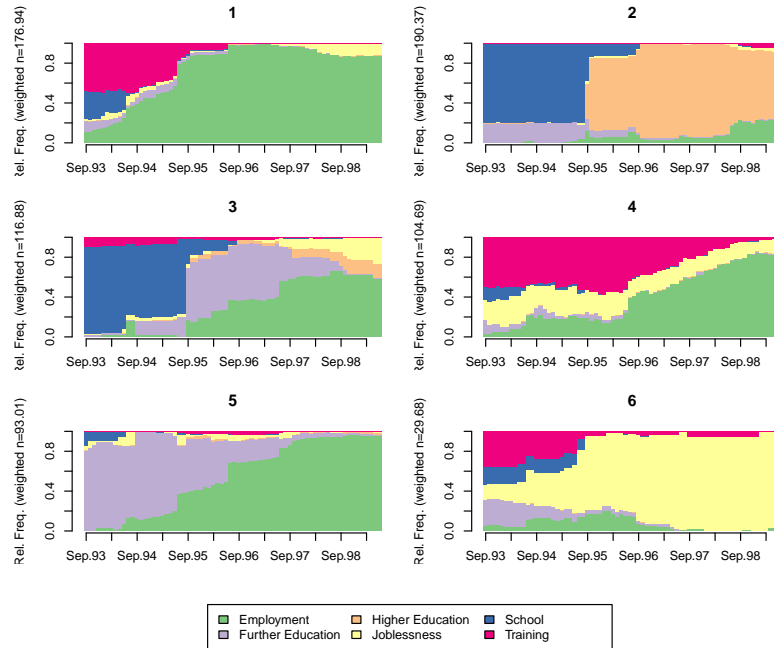 1
Rel. Freq. (weighted n=176.94)
0.0 0.4 0.8
Sep.93 Sep.94 Sep.95 Sep.96 Sep.97 Sep.98
2
Rel. Freq. (weighted n=190.37)
0.0 0.4 0.8
Sep.93 Sep.94 Sep.95 Sep.96 Sep.97 Sep.98
3
Rel. Freq. (weighted n=116.88)
0.0 0.4 0.8
Sep.93 Sep.94 Sep.95 Sep.96 Sep.97 Sep.98
4
Rel. Freq. (weighted n=104.69)
0.0 0.4 0.8
Sep.93 Sep.94 Sep.95 Sep.96 Sep.97 Sep.98
5
Rel. Freq. (weighted n=93.01)
0.0 0.4 0.8
Sep.93 Sep.94 Sep.95 Sep.96 Sep.97 Sep.98
6
Rel. Freq. (weighted n=29.68)
0.0 0.4 0.8
Sep.93 Sep.94 Sep.95 Sep.96 Sep.97 Sep.98
Employment Higher Education School
Further Education Joblessness Training